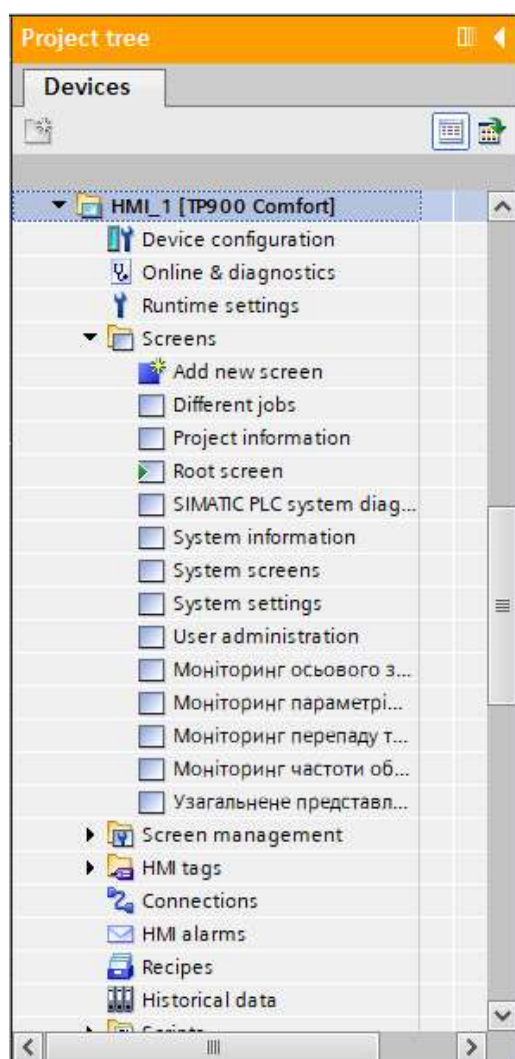 Project tree
Devices
HMI_1 [TP900 Comfort]
Device configuration
Online & diagnostics
Runtime settings
Screens
Add new screen
Different jobs
Project information
Root screen
SIMATIC PLC system diag...
System information
System screens
System settings
User administration
Моніторинг осьового з...
Моніторинг параметрі...
Моніторинг перепаду т...
Моніторинг частоти об...
Узагальнене представл...
Screen management
HMI tags
Connections
HMI alarms
Recipes
Historical data
Scripts